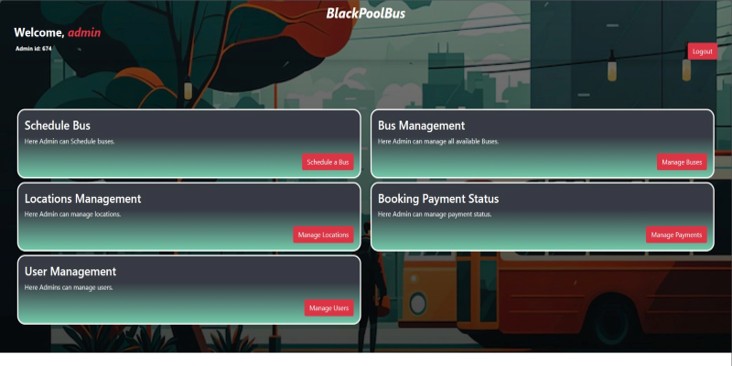 BlackPoolBus
Welcome, admin
Admin id: 674
Logout
Schedule Bus
Here Admin can Schedule buses.
Schedule a Bus
Bus Management
Here Admin can manage all available Buses.
Manage Buses
Locations Management
Here Admin can manage locations.
Manage Locations
Booking Payment Status
Here Admin can manage payment status.
Manage Payments
User Management
Here Admins can manage users.
Manage Users